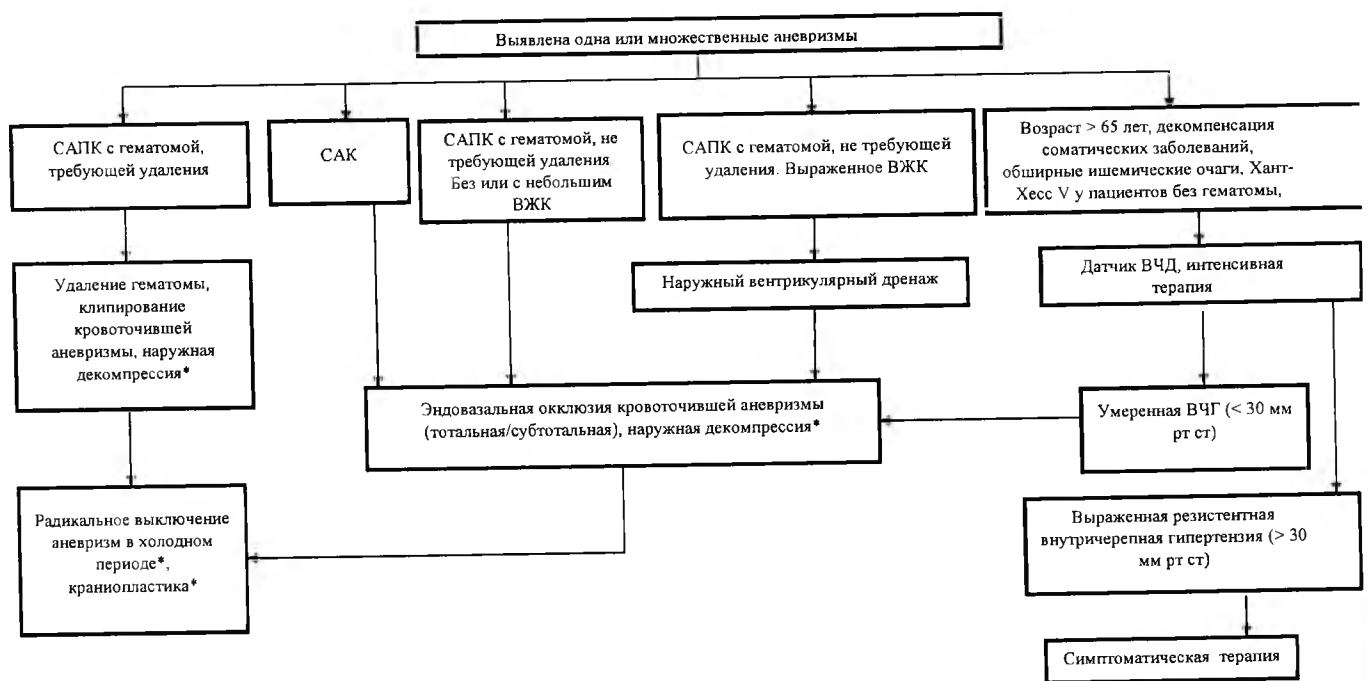 Выявлена одна или множественные аневризмы
САПК с гематомой,
требующей удаления
САК
САПК с гематомой, не
требующей удаления
Без или с небольшим
ВЖК
САПК с гематомой, не требующей
удаления. Выраженное ВЖК
Возраст > 65 лет, декомпенсация
соматических заболеваний,
обширные ишемические очаги, Хант-
Хесс V у пациентов без гематомы,
Удаление гематомы,
клипирование
кровоточившей
аневризмы, наружная
декомпрессия*
Наружный вентрикулярный дренаж
Датчик ВЧД, интенсивная
терапия
Эндовазальная окклюзия кровоточившей аневризмы
(тотальная/субтотальная), наружная декомпрессия*
Умеренная ВЧГ (< 30 мм
рт ст)
Радикальное выключение
аневризм в холодном
периоде*,
краниопластика*
Выраженная резистентная
внутричерепная гипертензия (> 30
мм рт ст)
Симптоматическая терапия